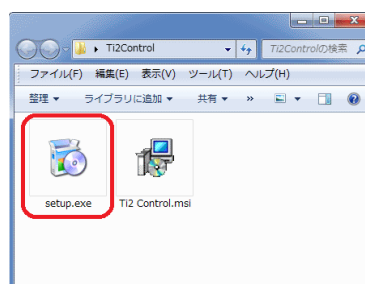 Ti2Control
Ti2Controlの検索
ファイル(F) 編集(E) 表示(V) ツール(T) ヘルプ(H)
整理 ライブラリに追加 共有 »
setup.exe Ti2 Control.msi